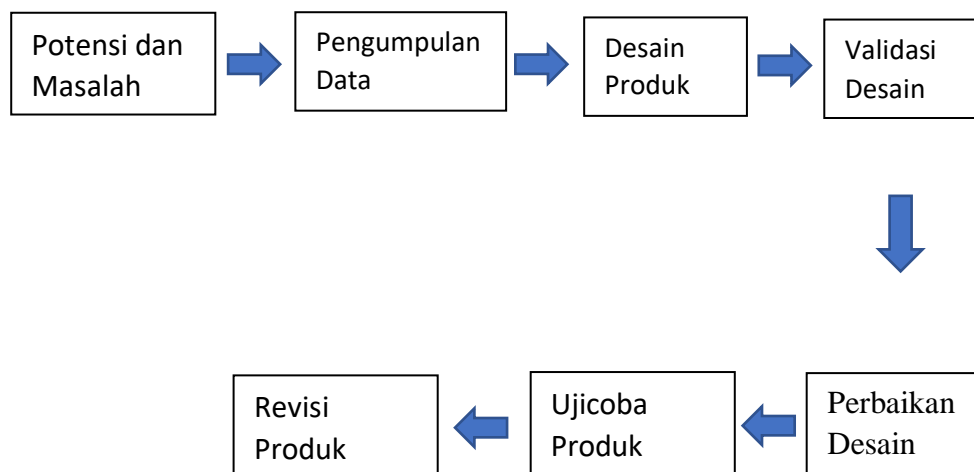 Potensi dan
Masalah
Pengumpulan
Data
Desain
Produk
Validasi
Desain
Revisi
Produk
Ujicoba
Produk
Perbaikan
Desain